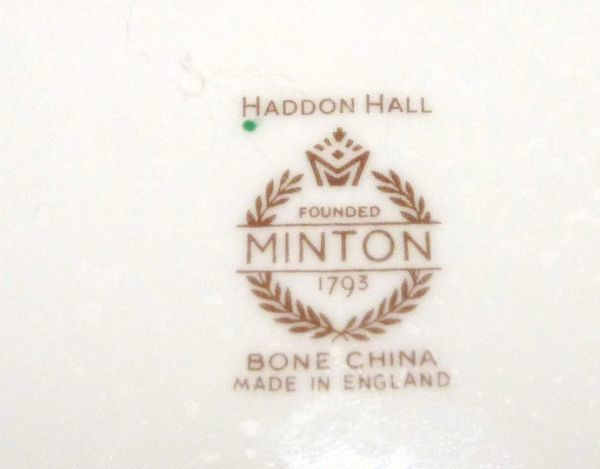 HADDON HALL
FOUNDED
MINTON
1793
BONE CHINA
MADE IN ENGLAND